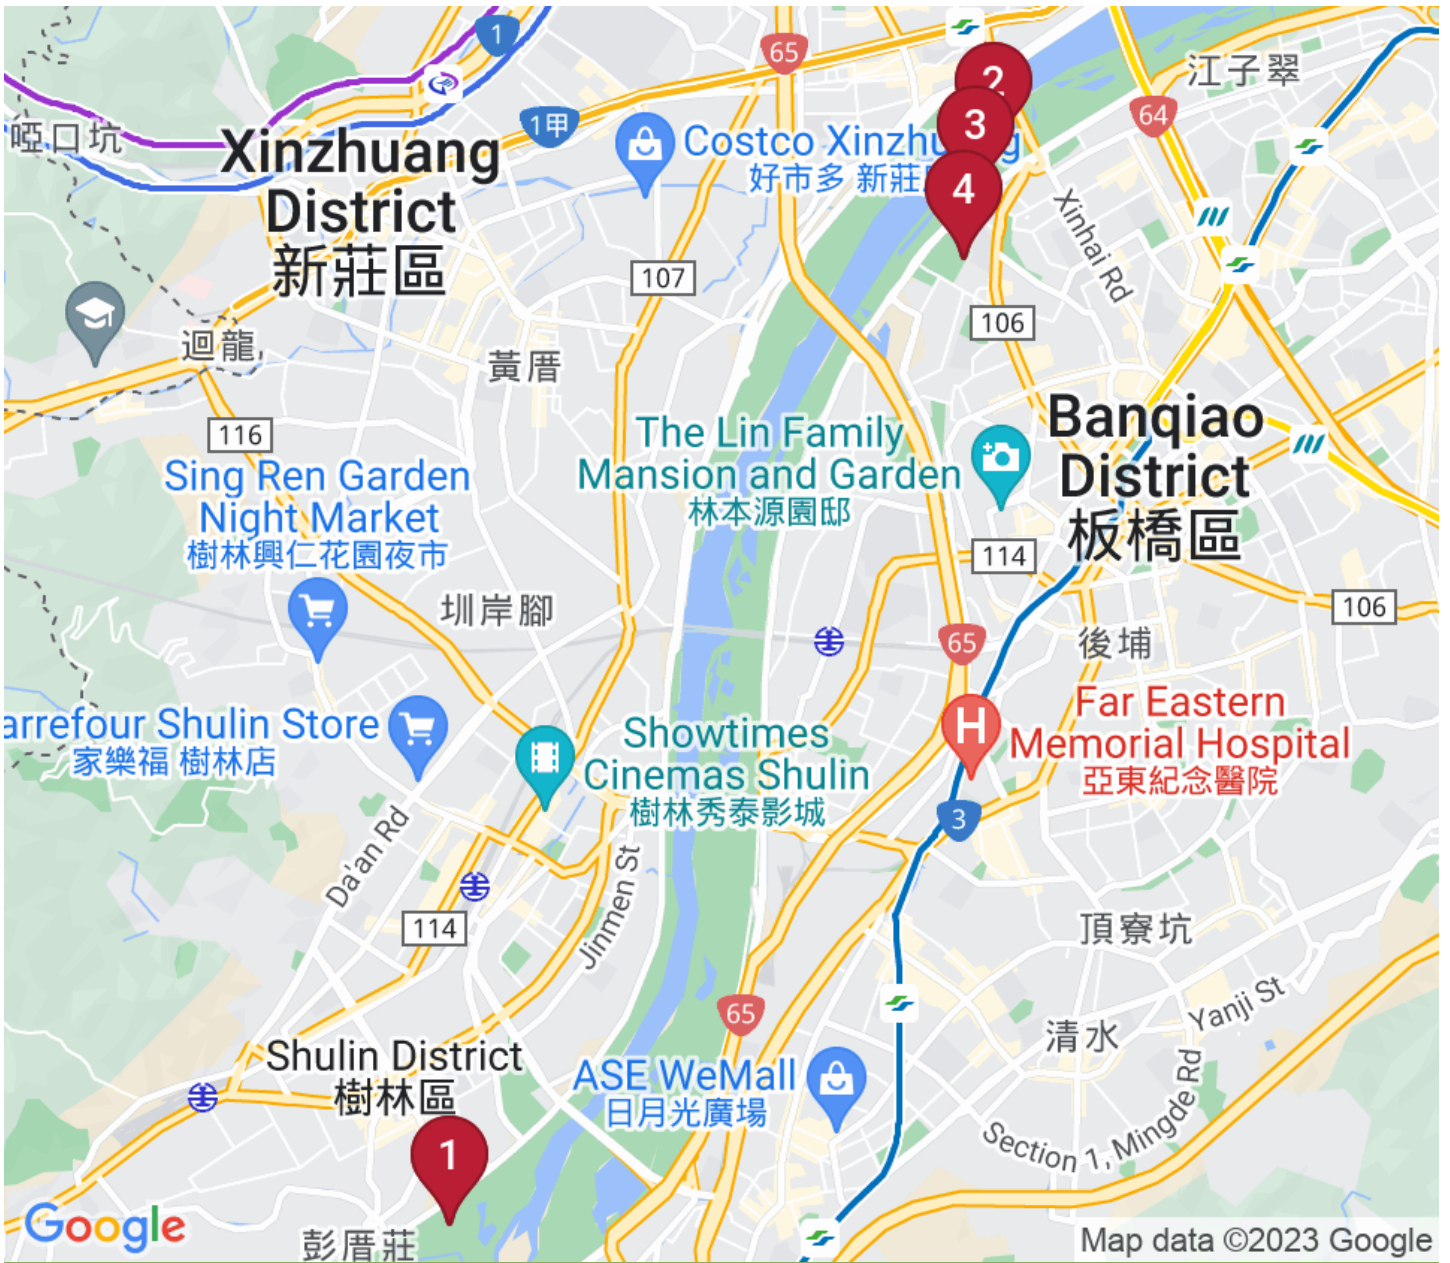 1
65
2
江子翠
啞口坑
Xinzhuang
District
新莊區
1甲
Costco Xinzhuang
好市多 新莊
3
4
64
Xinhai Rd
107
106
迴龍
黃厝
116
The Lin Family
Mansion and Garden
林本源園邸
Banqiao
District
板橋區
Sing Ren Garden
Night Market
樹林興仁花園夜市
114
106
圳岸腳
65
後埔
arrefour Shulin Store
家樂福 樹林店
Showtimes
Cinemas Shulin
樹林秀泰影城
H
Far Eastern
Memorial Hospital
亞東紀念醫院
3
Da'an Rd
114
Jinmen St
頂寮坑
65
Yanji St
清水
Shulin District
樹林區
ASE WeMall
日月光廣場
Section 1, Mingde Rd
1
彭厝莊
Google
Map data ©2023 Google